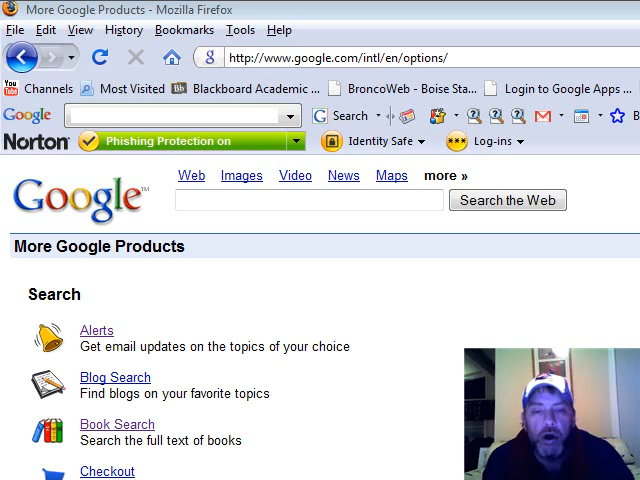 More Google Products - Mozilla Firefox
File Edit View History Bookmarks Tools Help
g http://www.google.com/intl/en/options/
You Tube Channels Most Visited Bb Blackboard Academic ... BroncoWeb - Boise Sta... Login to Google Apps ...
Google G Search B
Norton Phishing Protection on Identity Safe Log-ins
Google™ Web Images Video News Maps more »
Search the Web
More Google Products
Search
Alerts
Get email updates on the topics of your choice
Blog Search
Find blogs on your favorite topics
Book Search
Search the full text of books
Checkout